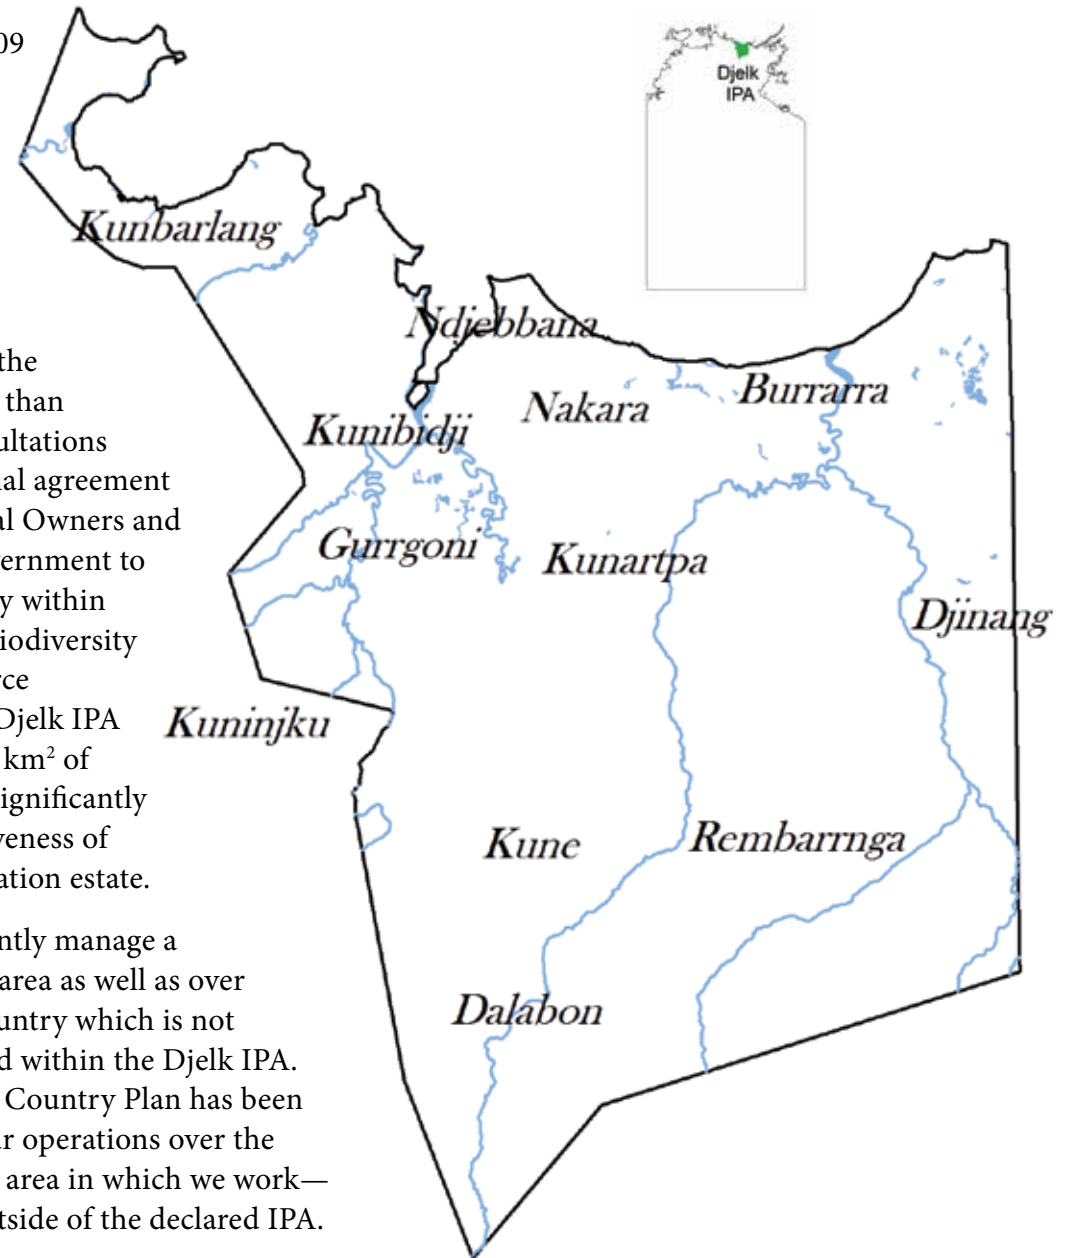 09
the
than
ultations
al agreement
al Owners and
ernment to
y within
iodiversity
rce
Djelk IPA
km² of
ignificantly
veness of
ation estate.
ntly manage a
area as well as over
untry which is not
d within the Djelk IPA.
Country Plan has been
ur operations over the
area in which we work—
tside of the declared IPA.
Djelk
IPA
Kunbarlang
Ndjebbana
Nakara
Burrarra
Kunibidji
Gurrgoni
Kunartpa
Djinang
Kuninjku
Kune
Rembarrnga
Dalabon